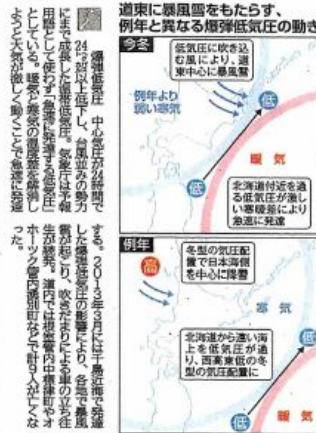 道東に暴風雪をもたらす、
例年と異なる爆弾低気圧の動き
今冬
低気圧に吹き込
む風により、道
東中心に暴風雪
例年より
弱い寒気
低
暖気
低
北海道付近を通
る低気圧が激し
い寒暖差により
急速に発達
例年
高
冬型の気圧配
置で日本海側
を中心に降雪
寒気
北海道から遠い海
上を低気圧が通
り、西高東低の冬
型の気圧配置に
低
低
暖気
爆弾低気圧 中心気圧が24時間で
24㍱以上低下し、台風並みの勢力
にまで成長した温帯低気圧。気象庁は予報
用語として使わず「急速に発達する低気圧」
としている。暖気と寒気の温度差を解消し
ようと大気が激しく動くことで急速に発達
する。2013年3月には千島近海で発達
した爆弾低気圧の影響により、各地で暴風
雪が起こり、吹きだまりによる車の立ち往
生が続発。道内では根室管内中標津町やオ
ホーツク管内湧別町などで計9人が亡くな
った。